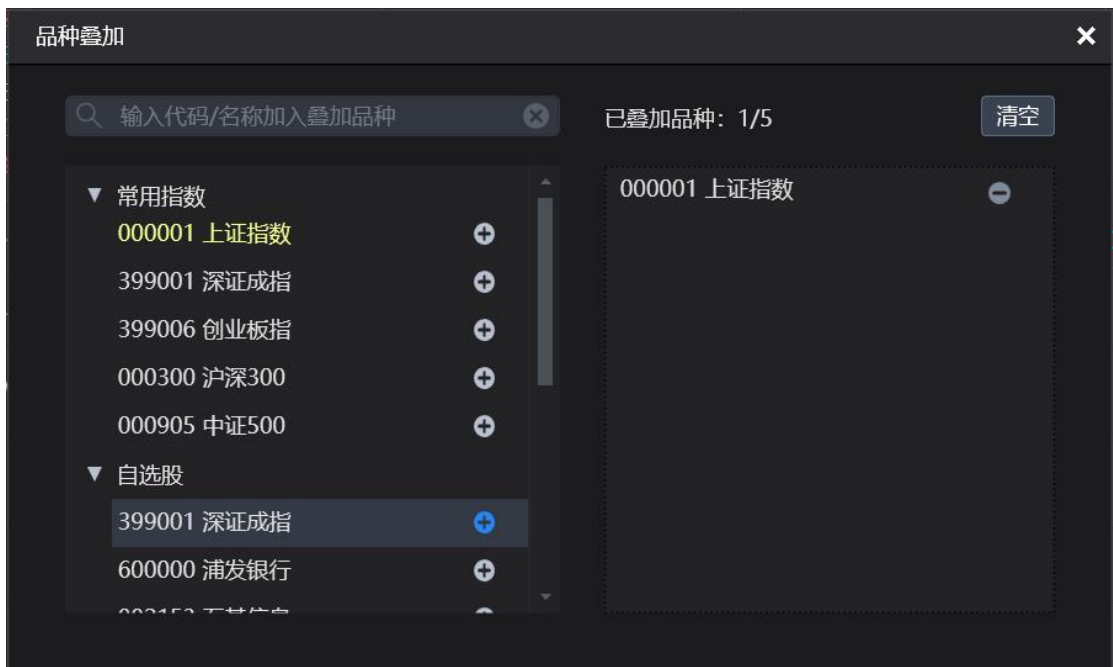 品种叠加
输入代码/名称加入叠加品种
已叠加品种：1/5
清空
常用指数
000001 上证指数
399001 深证成指
399006 创业板指
000300 沪深300
000905 中证500
自选股
399001 深证成指
600000 浦发银行
000001 上证指数